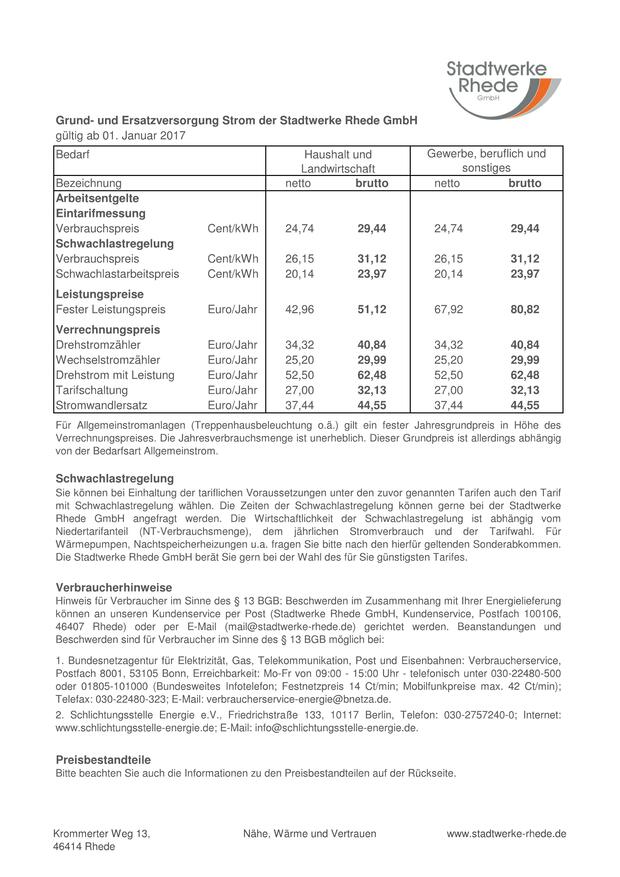 Stadtwerke
Rhede
GmbH
Grund- und Ersatzversorgung Strom der Stadtwerke Rhede GmbH
gültig ab 01. Januar 2017
Bedarf Haushalt und Landwirtschaft Gewerbe, beruflich und sonstiges
Bezeichnung netto brutto netto brutto
Arbeitsentgelte
Eintarifmessung
Verbrauchspreis Cent/kWh 24,74 29,44 24,74 29,44
Schwachlastregelung
Verbrauchspreis Cent/kWh 26,15 31,12 26,15 31,12
Schwachlastarbeitspreis Cent/kWh 20,14 23,97 20,14 23,97
Leistungspreise
Fester Leistungspreis Euro/Jahr 42,96 51,12 67,92 80,82
Verrechnungspreis
Drehstromzähler Euro/Jahr 34,32 40,84 34,32 40,84
Wechselstromzähler Euro/Jahr 25,20 29,99 25,20 29,99
Drehstrom mit Leistung Euro/Jahr 52,50 62,48 52,50 62,48
Tarifschaltung Euro/Jahr 27,00 32,13 27,00 32,13
Stromwandlersatz Euro/Jahr 37,44 44,55 37,44 44,55
Für Allgemeinstromanlagen (Treppenhausbeleuchtung o.ä.) gilt ein fester Jahresgrundpreis in Höhe des
Verrechnungspreises. Die Jahresverbrauchsmenge ist unerheblich. Dieser Grundpreis ist allerdings abhängig
von der Bedarfsart Allgemeinstrom.
Schwachlastregelung
Sie können bei Einhaltung der tariflichen Voraussetzungen unter den zuvor genannten Tarifen auch den Tarif
mit Schwachlastregelung wählen. Die Zeiten der Schwachlastregelung können gerne bei der Stadtwerke
Rhede GmbH angefragt werden. Die Wirtschaftlichkeit der Schwachlastregelung ist abhängig vom
Niedertarifanteil (NT-Verbrauchsmenge), dem jährlichen Stromverbrauch und der Tarifwahl. Für
Wärmepumpen, Nachtspeicherheizungen u.a. fragen Sie bitte nach den hierfür geltenden Sonderabkommen.
Die Stadtwerke Rhede GmbH berät Sie gern bei der Wahl des für Sie günstigsten Tarifes.
Verbraucherhinweise
Hinweis für Verbraucher im Sinne des § 13 BGB: Beschwerden im Zusammenhang mit Ihrer Energielieferung
können an unseren Kundenservice per Post (Stadtwerke Rhede GmbH, Kundenservice, Postfach 100106,
46407 Rhede) oder per E-Mail (mail@stadtwerke-rhede.de) gerichtet werden. Beanstandungen und
Beschwerden sind für Verbraucher im Sinne des § 13 BGB möglich bei:
1. Bundesnetzagentur für Elektrizität, Gas, Telekommunikation, Post und Eisenbahnen: Verbraucherservice,
Postfach 8001, 53105 Bonn, Erreichbarkeit: Mo-Fr von 09:00 - 15:00 Uhr - telefonisch unter 030-22480-500
oder 01805-101000 (Bundesweites Infotelefon; Festnetzpreis 14 Ct/min; Mobilfunkpreise max. 42 Ct/min);
Telefax: 030-22480-323; E-Mail: verbraucherservice-energie@bnetza.de.
2. Schlichtungsstelle Energie e.V., Friedrichstraße 133, 10117 Berlin, Telefon: 030-2757240-0; Internet:
www.schlichtungsstelle-energie.de; E-Mail: info@schlichtungsstelle-energie.de.
Preisbestandteile
Bitte beachten Sie auch die Informationen zu den Preisbestandteilen auf der Rückseite.
Krommerter Weg 13, Nähe, Wärme und Vertrauen www.stadtwerke-rhede.de
46414 Rhede